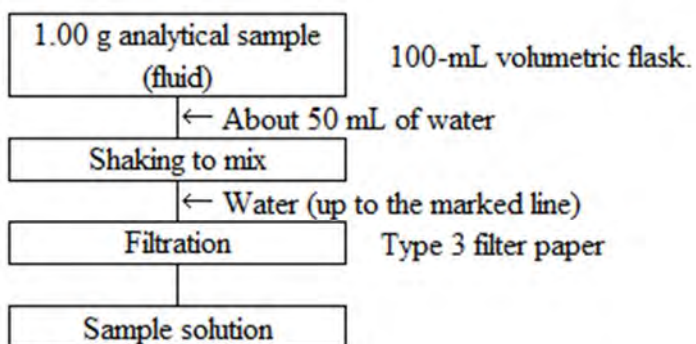 1.00 g analytical sample
(fluid)
100-mL volumetric flask.
← About 50 mL of water
Shaking to mix
← Water (up to the marked line)
Filtration
Type 3 filter paper
Sample solution